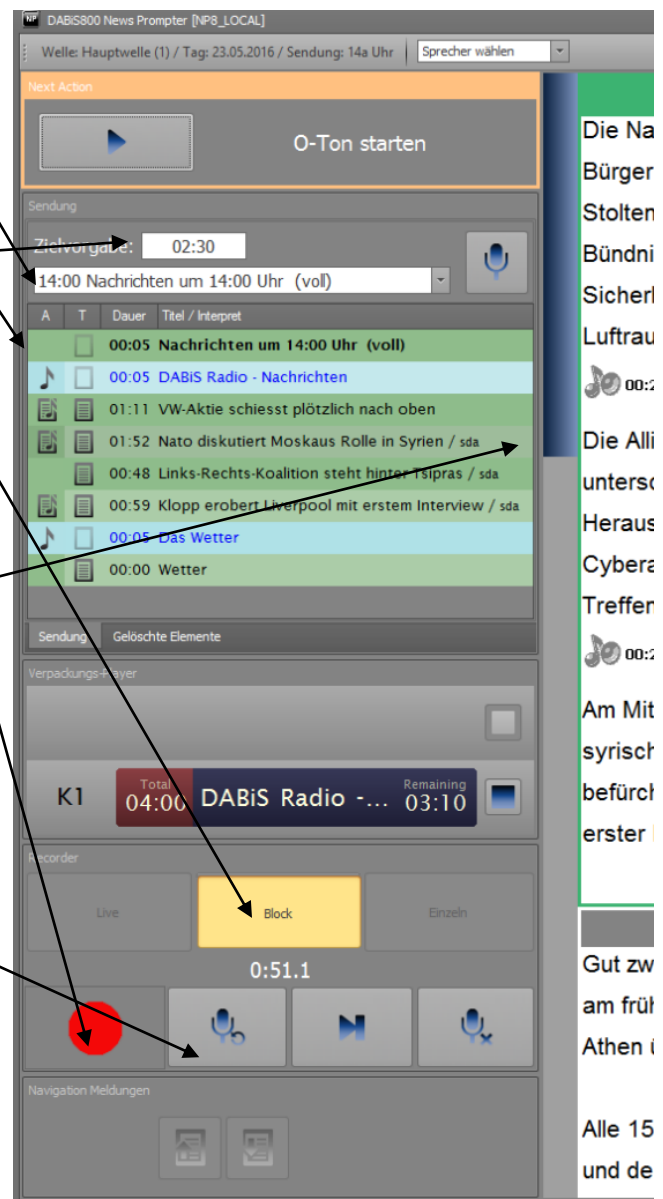 NP DABiS800 News Prompter [NP8_LOCAL]
Welle: Hauptwelle (1) / Tag: 23.05.2016 / Sendung: 14a Uhr Sprecher wählen
Next Action
O-Ton starten
Sendung
Zielvorgabe: 02:30
14:00 Nachrichten um 14:00 Uhr (voll)
A T Dauer Titel / Interpret
00:05 Nachrichten um 14:00 Uhr (voll)
00:05 DABiS Radio - Nachrichten
01:11 VW-Aktie schiesst plötzlich nach oben
01:52 Nato diskutiert Moskaus Rolle in Syrien / sda
00:48 Links-Rechts-Koalition steht hinter Tsipras / sda
00:59 Klopp erobert Liverpool mit erstem Interview / sda
00:05 Das Wetter
00:00 Wetter
Sendung Gelöschte Elemente
Verpackungs-Player
K1 Total 04:00 DABiS Radio -... Remaining 03:10
Recorder
Live Block Einzeln
0:51.1
Navigation Meldungen
Die Na
Bürger
Stolten
Bündni
Sicherl
Luftrau
00:2
Die Alli
untersc
Heraus
Cybera
Treffen
00:2
Am Mit
syrisch
befürch
erster
Gut zw
am früh
Athen ü
Alle 15
und de